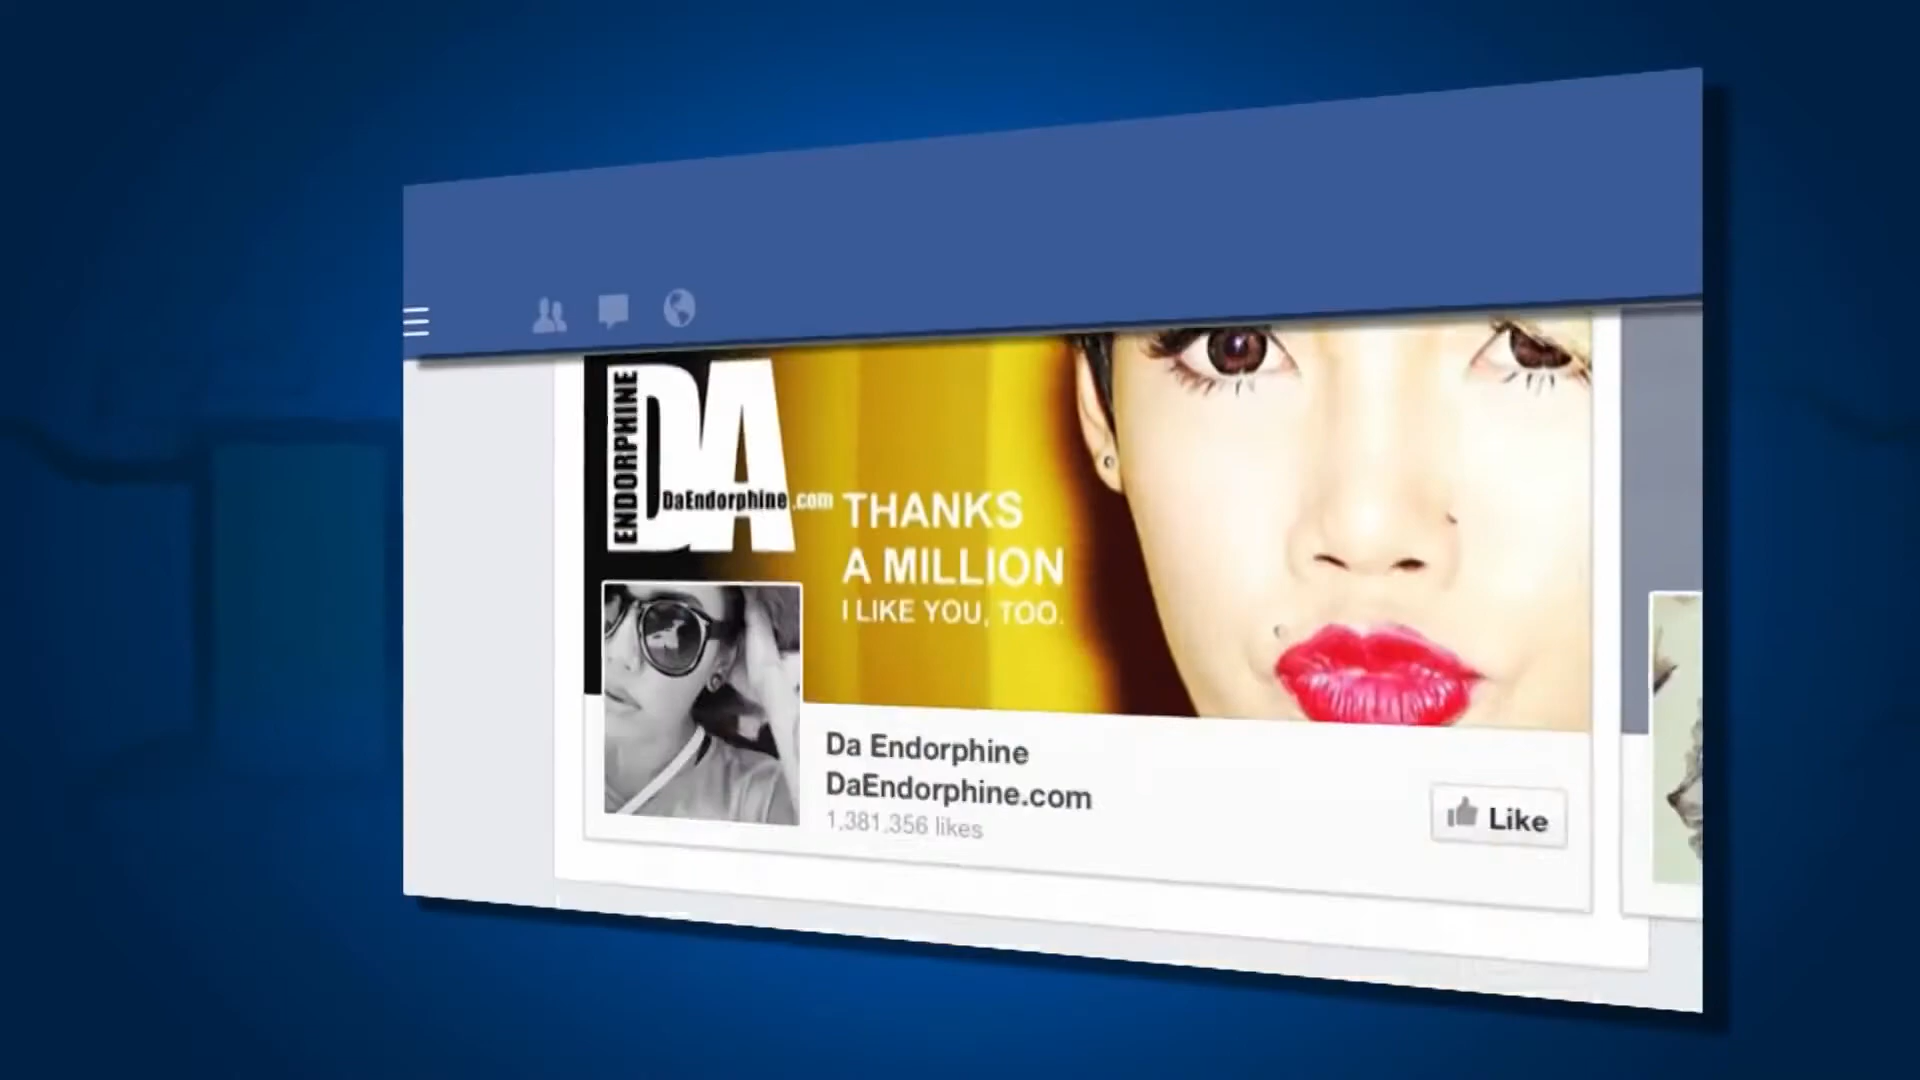 ENDORPHINE
DA
DaEndorphine.com
THANKS
A MILLION
I LIKE YOU, TOO.
Da Endorphine
DaEndorphine.com
1,381,356 likes
Like